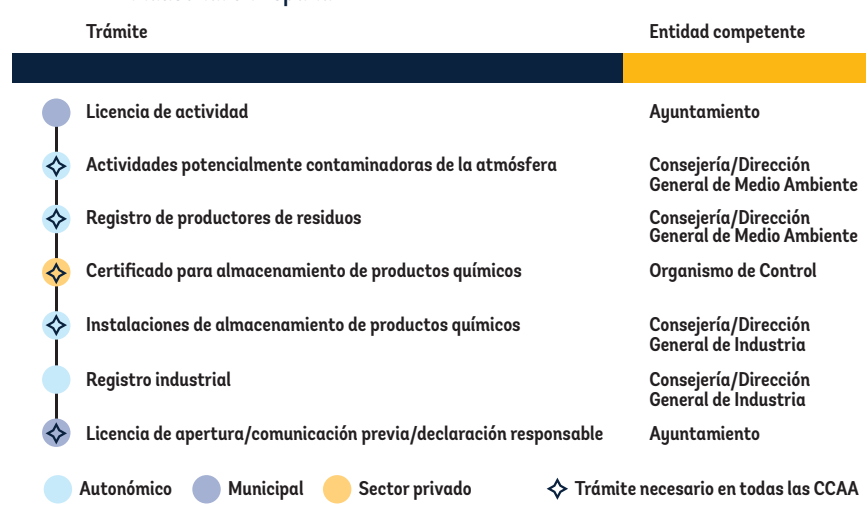 Trámite
Entidad competente
Licencia de actividad
Ayuntamiento
Actividades potencialmente contaminadoras de la atmósfera
Consejería/Dirección
General de Medio Ambiente
Registro de productores de residuos
Consejería/Dirección
General de Medio Ambiente
Certificado para almacenamiento de productos químicos
Organismo de Control
Instalaciones de almacenamiento de productos químicos
Consejería/Dirección
General de Industria
Registro industrial
Consejería/Dirección
General de Industria
Licencia de apertura/comunicación previa/declaración responsable
Ayuntamiento
Autonómico
Municipal
Sector privado
Trámite necesario en todas las CCAA